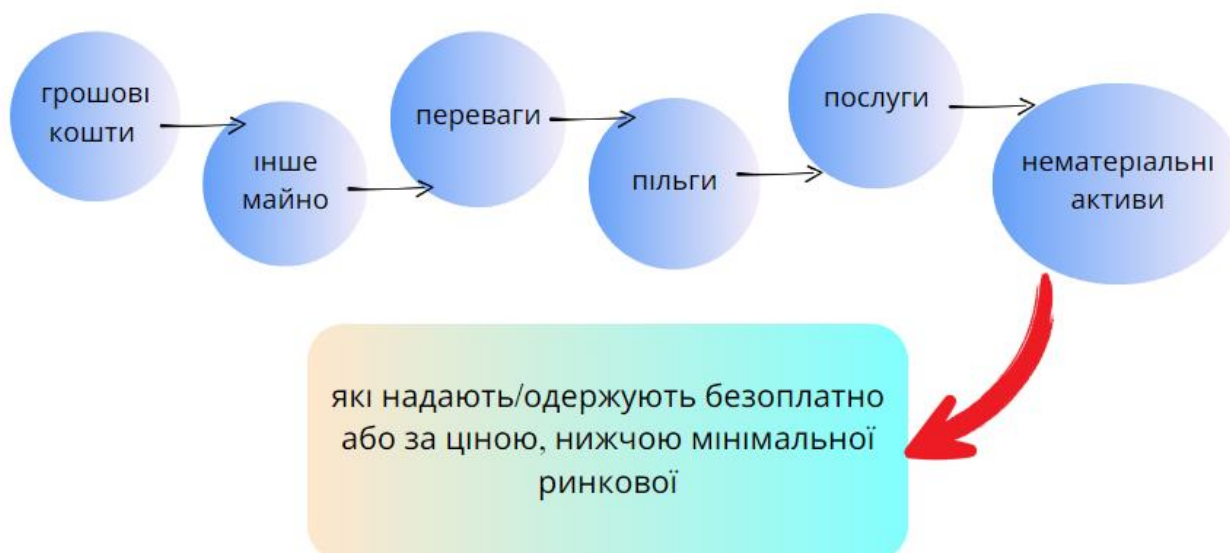 грошові
кошти
інше
майно
переваги
пільги
послуги
нематеріальні
активи
які надають/одержують безоплатно
або за ціною, нижчою мінімальної
ринкової